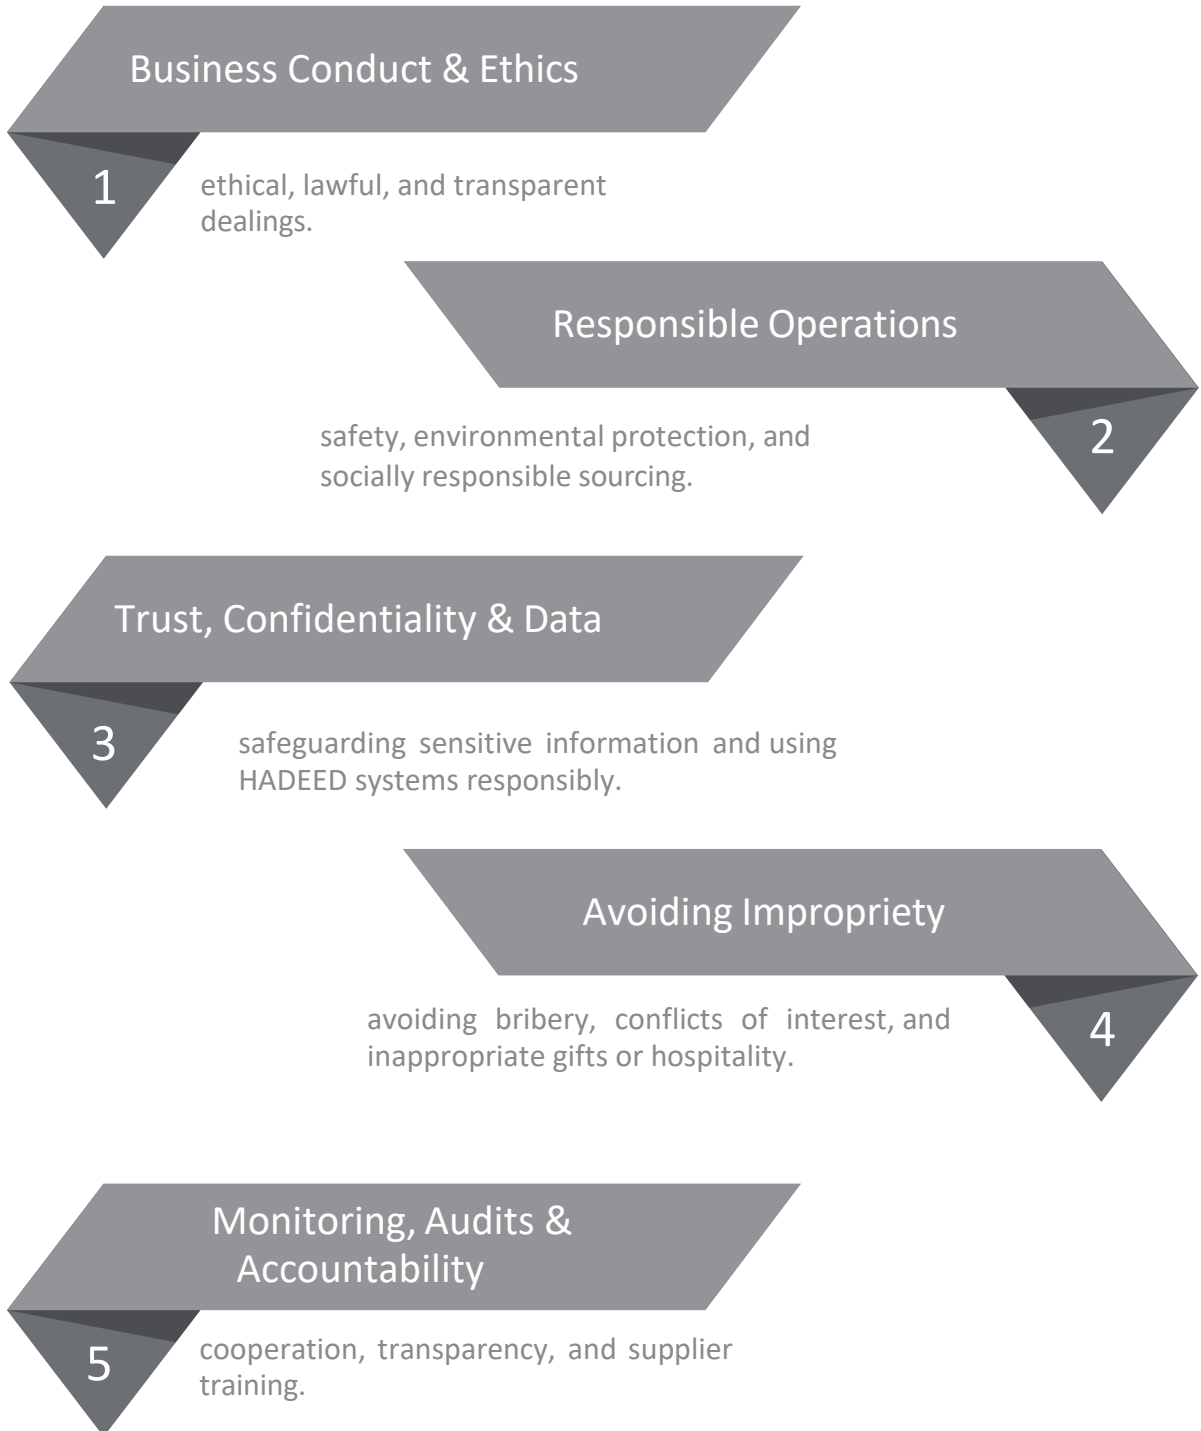 Business Conduct & Ethics
1
ethical, lawful, and transparent
dealings.
Responsible Operations
2
safety, environmental protection, and
socially responsible sourcing.
Trust, Confidentiality & Data
3
safeguarding sensitive information and using
HADEED systems responsibly.
Avoiding Impropriety
4
avoiding bribery, conflicts of interest, and
inappropriate gifts or hospitality.
Monitoring, Audits &
Accountability
5
cooperation, transparency, and supplier
training.